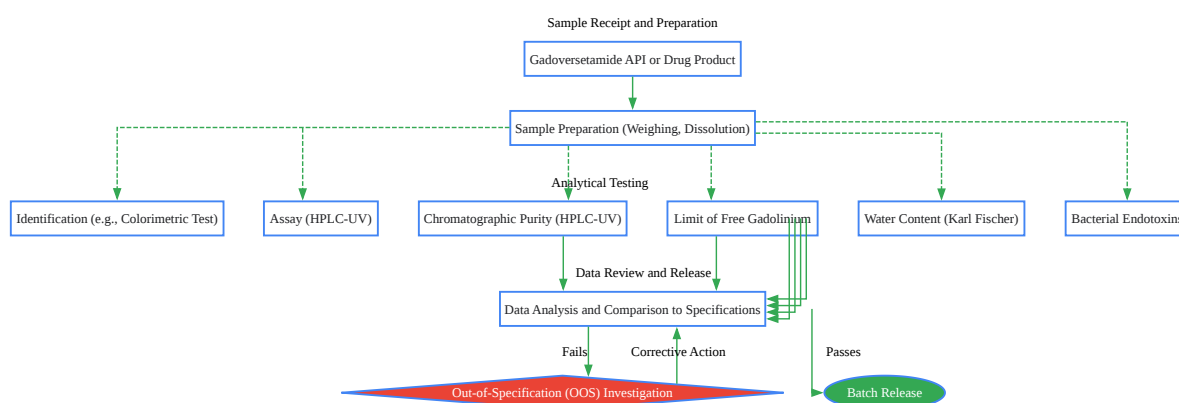 Sample Receipt and Preparation
Gadoversetamide API or Drug Product
Sample Preparation (Weighing, Dissolution)
Analytical Testing
Identification (e.g., Colorimetric Test)
Assay (HPLC-UV)
Chromatographic Purity (HPLC-UV)
Limit of Free Gadolinium
Water Content (Karl Fischer)
Bacterial Endotoxins
Data Review and Release
Data Analysis and Comparison to Specifications
Fails
Corrective Action
Passes
Out-of-Specification (OOS) Investigation
Batch Release